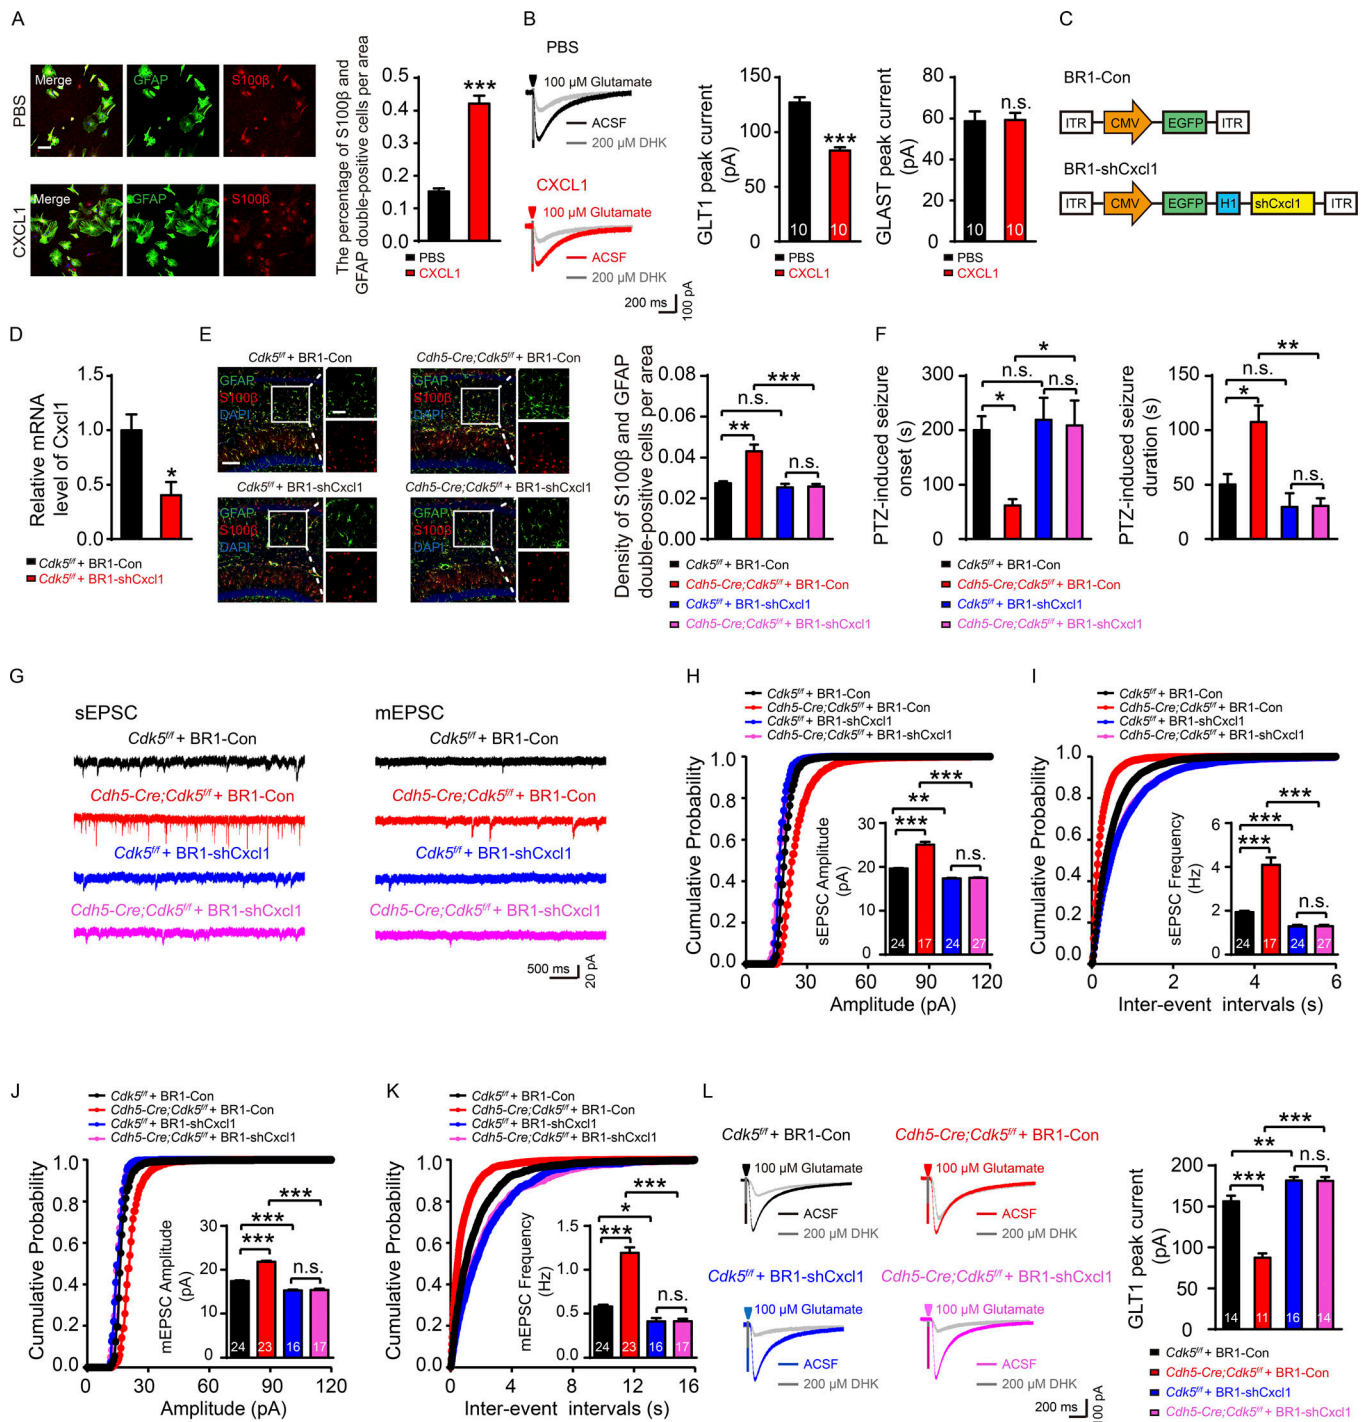 A
PBS
Merge
GFAP
S100β
CXCL1
Merge
GFAP
S100β
The percentage of S100β and
GFAP double-positive cells per area
0.5
0.4
0.3
0.2
0.1
0.0
***
PBS
CXCL1
B
PBS
100 µM Glutamate
ACSF
200 µM DHK
CXCL1
100 µM Glutamate
ACSF
200 µM DHK
200 ms
100 pA
GLT1 peak current
(pA)
150
100
50
0
***
10
10
PBS
CXCL1
GLAST peak current
(pA)
80
60
40
20
0
n.s.
10
10
PBS
CXCL1
C
BR1-Con
ITR
CMV
EGFP
ITR
BR1-shCxcl1
ITR
CMV
EGFP
H1
shCxcl1
ITR
D
Relative mRNA
level of Cxcl1
1.5
1.0
0.5
0.0
*
Cdk5f/f + BR1-Con
Cdk5f/f + BR1-shCxcl1
E
Cdk5f/f + BR1-Con
GFAP
S100β
DAPI
Cdh5-Cre;Cdk5f/f + BR1-Con
GFAP
S100β
DAPI
Cdk5f/f + BR1-shCxcl1
GFAP
S100β
DAPI
Cdh5-Cre;Cdk5f/f + BR1-shCxcl1
GFAP
S100β
DAPI
Density of S100β and GFAP
double-positive cells per area
0.08
0.06
0.04
0.02
0.00
***
n.s.
**
n.s.
Cdk5f/f + BR1-Con
Cdh5-Cre;Cdk5f/f + BR1-Con
Cdk5f/f + BR1-shCxcl1
Cdh5-Cre;Cdk5f/f + BR1-shCxcl1
F
PTZ-induced seizure
onset (s)
300
200
100
0
*
n.s.
*
n.s.
PTZ-induced seizure
duration (s)
150
100
50
0
**
n.s.
*
n.s.
Cdk5f/f + BR1-Con
Cdh5-Cre;Cdk5f/f + BR1-Con
Cdk5f/f + BR1-shCxcl1
Cdh5-Cre;Cdk5f/f + BR1-shCxcl1
G
sEPSC
Cdk5f/f + BR1-Con
Cdh5-Cre;Cdk5f/f + BR1-Con
Cdk5f/f + BR1-shCxcl1
Cdh5-Cre;Cdk5f/f + BR1-shCxcl1
mEPSC
Cdk5f/f + BR1-Con
Cdh5-Cre;Cdk5f/f + BR1-Con
Cdk5f/f + BR1-shCxcl1
Cdh5-Cre;Cdk5f/f + BR1-shCxcl1
500 ms
20 pA
H
Cdk5f/f + BR1-Con
Cdh5-Cre;Cdk5f/f + BR1-Con
Cdk5f/f + BR1-shCxcl1
Cdh5-Cre;Cdk5f/f + BR1-shCxcl1
Cumulative Probability
1.0
0.8
0.6
0.4
0.2
0.0
0
30
60
90
120
Amplitude (pA)
sEPSC Amplitude
(pA)
30
20
10
0
***
**
***
n.s.
24
17
24
27
I
Cdk5f/f + BR1-Con
Cdh5-Cre;Cdk5f/f + BR1-Con
Cdk5f/f + BR1-shCxcl1
Cdh5-Cre;Cdk5f/f + BR1-shCxcl1
Cumulative Probability
1.0
0.8
0.6
0.4
0.2
0.0
0
2
4
6
Inter-event intervals (s)
sEPSC Frequency
(Hz)
6
4
2
0
***
***
***
n.s.
24
17
24
27
J
Cdk5f/f + BR1-Con
Cdh5-Cre;Cdk5f/f + BR1-Con
Cdk5f/f + BR1-shCxcl1
Cdh5-Cre;Cdk5f/f + BR1-shCxcl1
Cumulative Probability
1.0
0.8
0.6
0.4
0.2
0.0
0
30
60
90
120
Amplitude (pA)
mEPSC Amplitude
(pA)
30
20
10
0
***
***
***
n.s.
24
23
16
17
K
Cdk5f/f + BR1-Con
Cdh5-Cre;Cdk5f/f + BR1-Con
Cdk5f/f + BR1-shCxcl1
Cdh5-Cre;Cdk5f/f + BR1-shCxcl1
Cumulative Probability
1.0
0.8
0.6
0.4
0.2
0.0
0
4
8
12
16
Inter-event intervals (s)
mEPSC Frequency
(Hz)
1.5
1.0
0.5
0.0
***
*
***
n.s.
24
23
16
17
L
Cdk5f/f + BR1-Con
100 µM Glutamate
ACSF
200 µM DHK
Cdh5-Cre;Cdk5f/f + BR1-Con
100 µM Glutamate
ACSF
200 µM DHK
Cdk5f/f + BR1-shCxcl1
100 µM Glutamate
ACSF
200 µM DHK
Cdh5-Cre;Cdk5f/f + BR1-shCxcl1
100 µM Glutamate
ACSF
200 µM DHK
200 ms
100 pA
GLT1 peak current
(pA)
200
150
100
50
0
***
**
***
n.s.
14
11
16
14
Cdk5f/f + BR1-Con
Cdh5-Cre;Cdk5f/f + BR1-Con
Cdk5f/f + BR1-shCxcl1
Cdh5-Cre;Cdk5f/f + BR1-shCxcl1